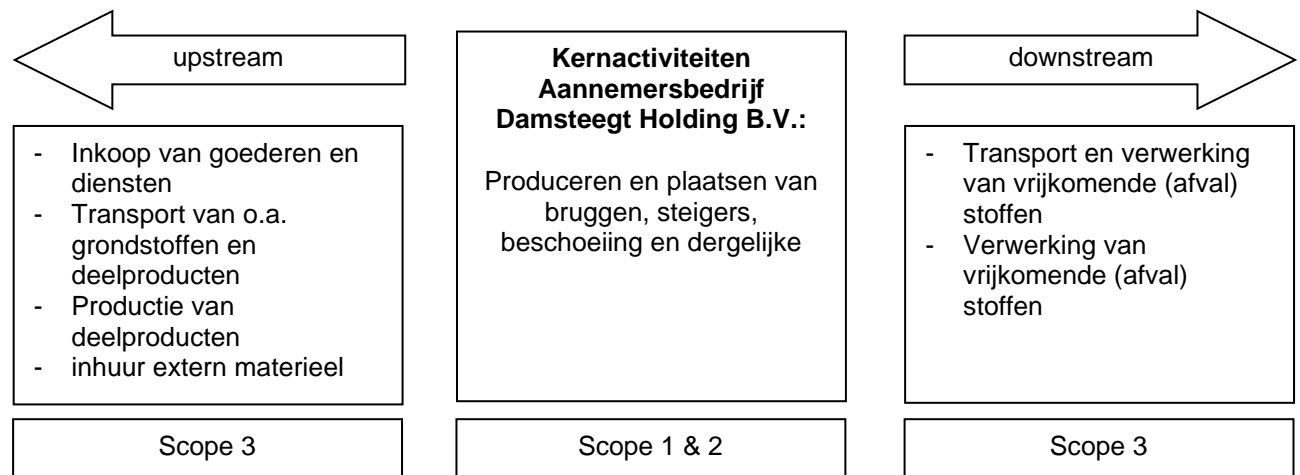 upstream
- Inkoop van goederen en
diensten
- Transport van o.a.
grondstoffen en
deelproducten
- Productie van
deelproducten
- inhuur extern materieel
Scope 3
Kernactiviteiten
Aannemersbedrijf
Damsteegt Holding B.V.:
Produceren en plaatsen van
bruggen, steigers,
beschoeiing en dergelijke
Scope 1 & 2
downstream
- Transport en verwerking
van vrijkomende (afval)
stoffen
- Verwerking van
vrijkomende (afval)
stoffen
Scope 3